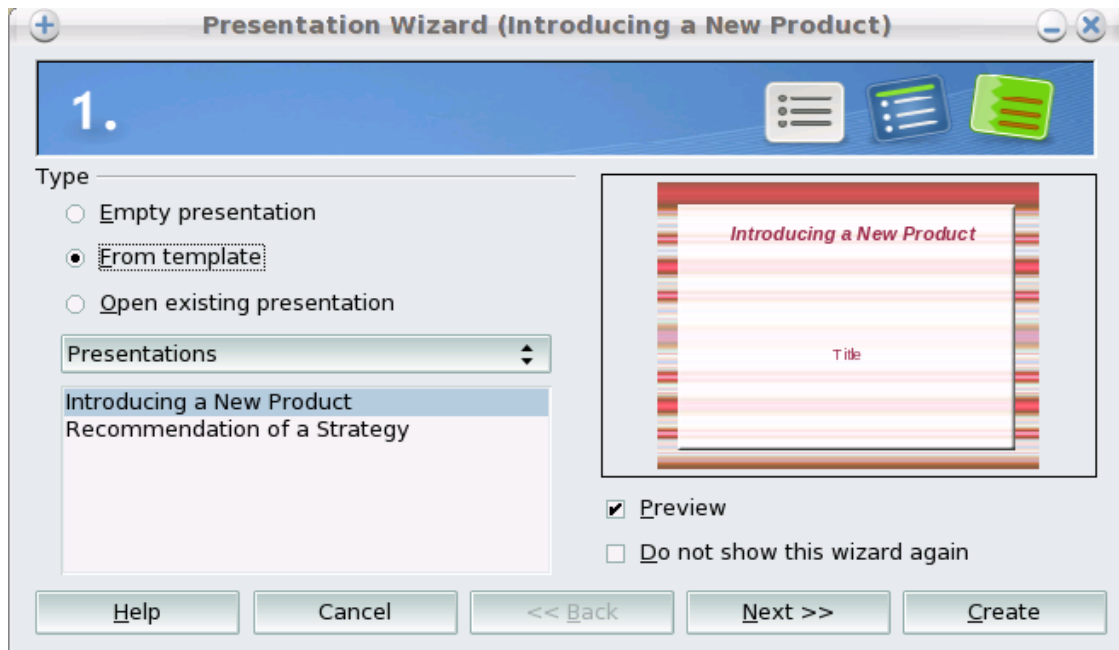 Presentation Wizard (Introducing a New Product)
1.
Type
Empty presentation
From template
Open existing presentation
Presentations
Introducing a New Product
Recommendation of a Strategy
Introducing a New Product
Title
Preview
Do not show this wizard again
Help
Cancel
<< Back
Next >>
Create